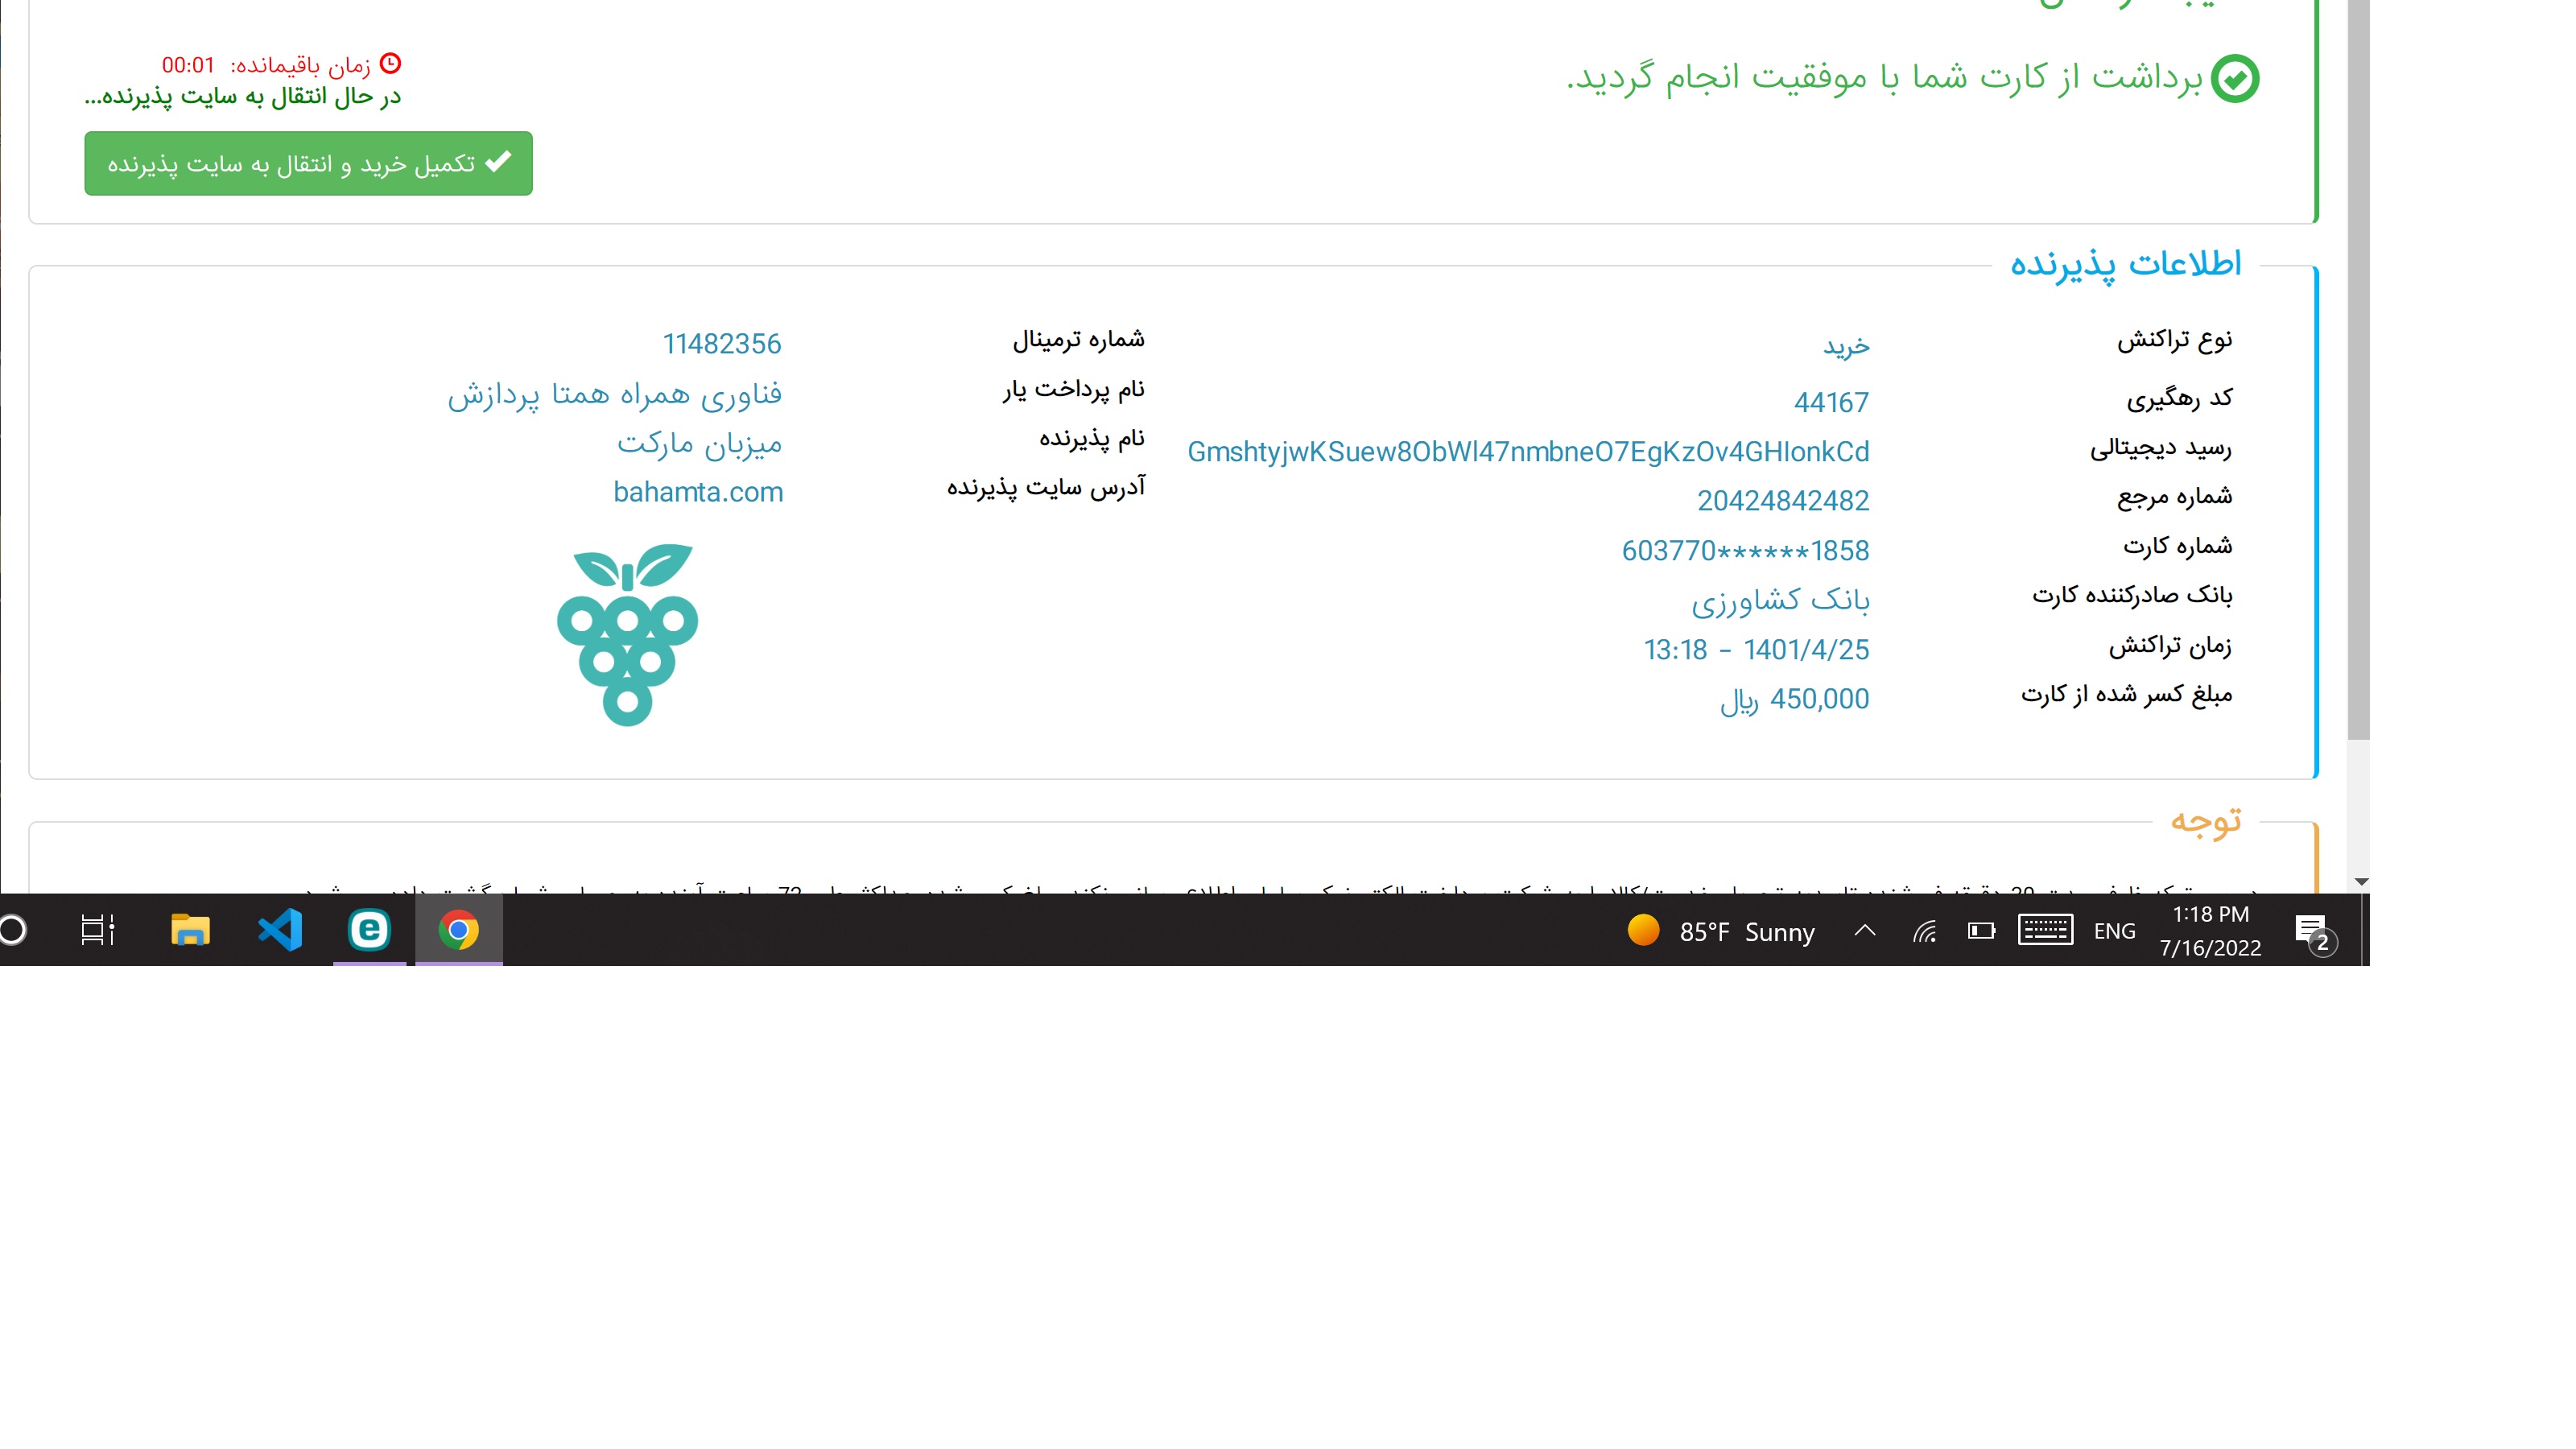 برداشت از کارت شما با موفقیت انجام گردید.
زمان باقیمانده: 00:01
در حال انتقال به سایت پذیرنده...
تکمیل خرید و انتقال به سایت پذیرنده
اطلاعات پذیرنده
نوع تراکنش خرید
کد رهگیری 44167
رسید دیجیتالی GmshtyjwKSuew8ObWl47nmbneO7EgKzOv4GHIonkCd
شماره مرجع 20424842482
شماره کارت 603770******1858
بانک صادرکننده کارت بانک کشاورزی
زمان تراکنش 1401/4/25 - 13:18
مبلغ کسر شده از کارت 450,000 ریال
شماره ترمینال 11482356
نام پرداخت یار فناوری همراه همتا پردازش
نام پذیرنده میزبان مارکت
آدرس سایت پذیرنده bahamta.com
توجه
85°F Sunny
ENG
1:18 PM
7/16/2022
2